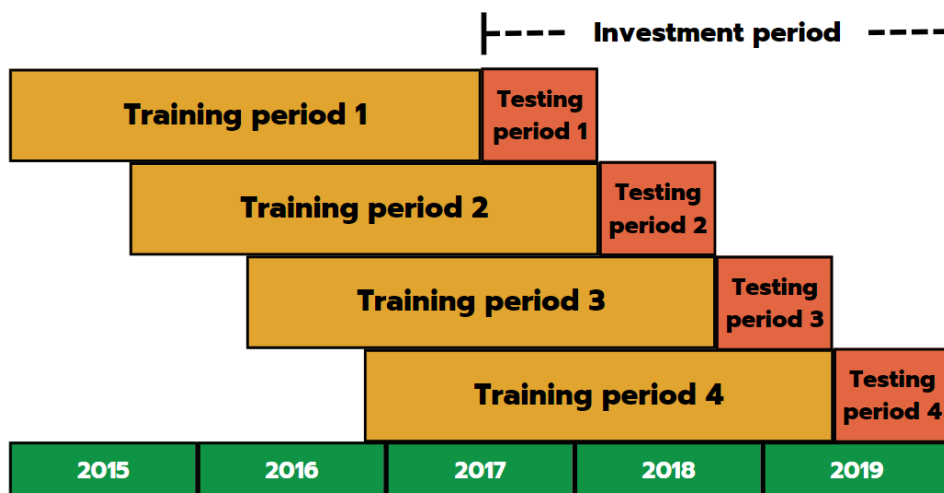 Investment period
Training period 1
Testing
period 1
Training period 2
Testing
period 2
Training period 3
Testing
period 3
Training period 4
Testing
period 4
2015
2016
2017
2018
2019